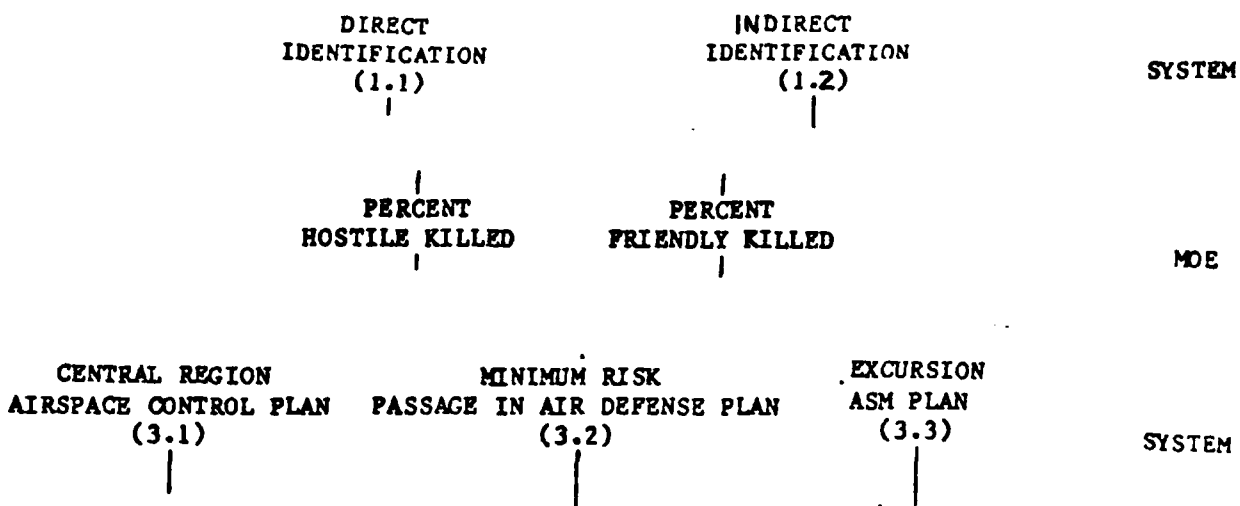 DIRECT
IDENTIFICATION
(1.1)
INDIRECT
IDENTIFICATION
(1.2)
SYSTEM
PERCENT
HOSTILE KILLED
PERCENT
FRIENDLY KILLED
MOE
CENTRAL REGION
AIRSPACE CONTROL PLAN
(3.1)
MINIMUM RISK
PASSAGE IN AIR DEFENSE PLAN
(3.2)
EXCURSION
ASM PLAN
(3.3)
SYSTEM